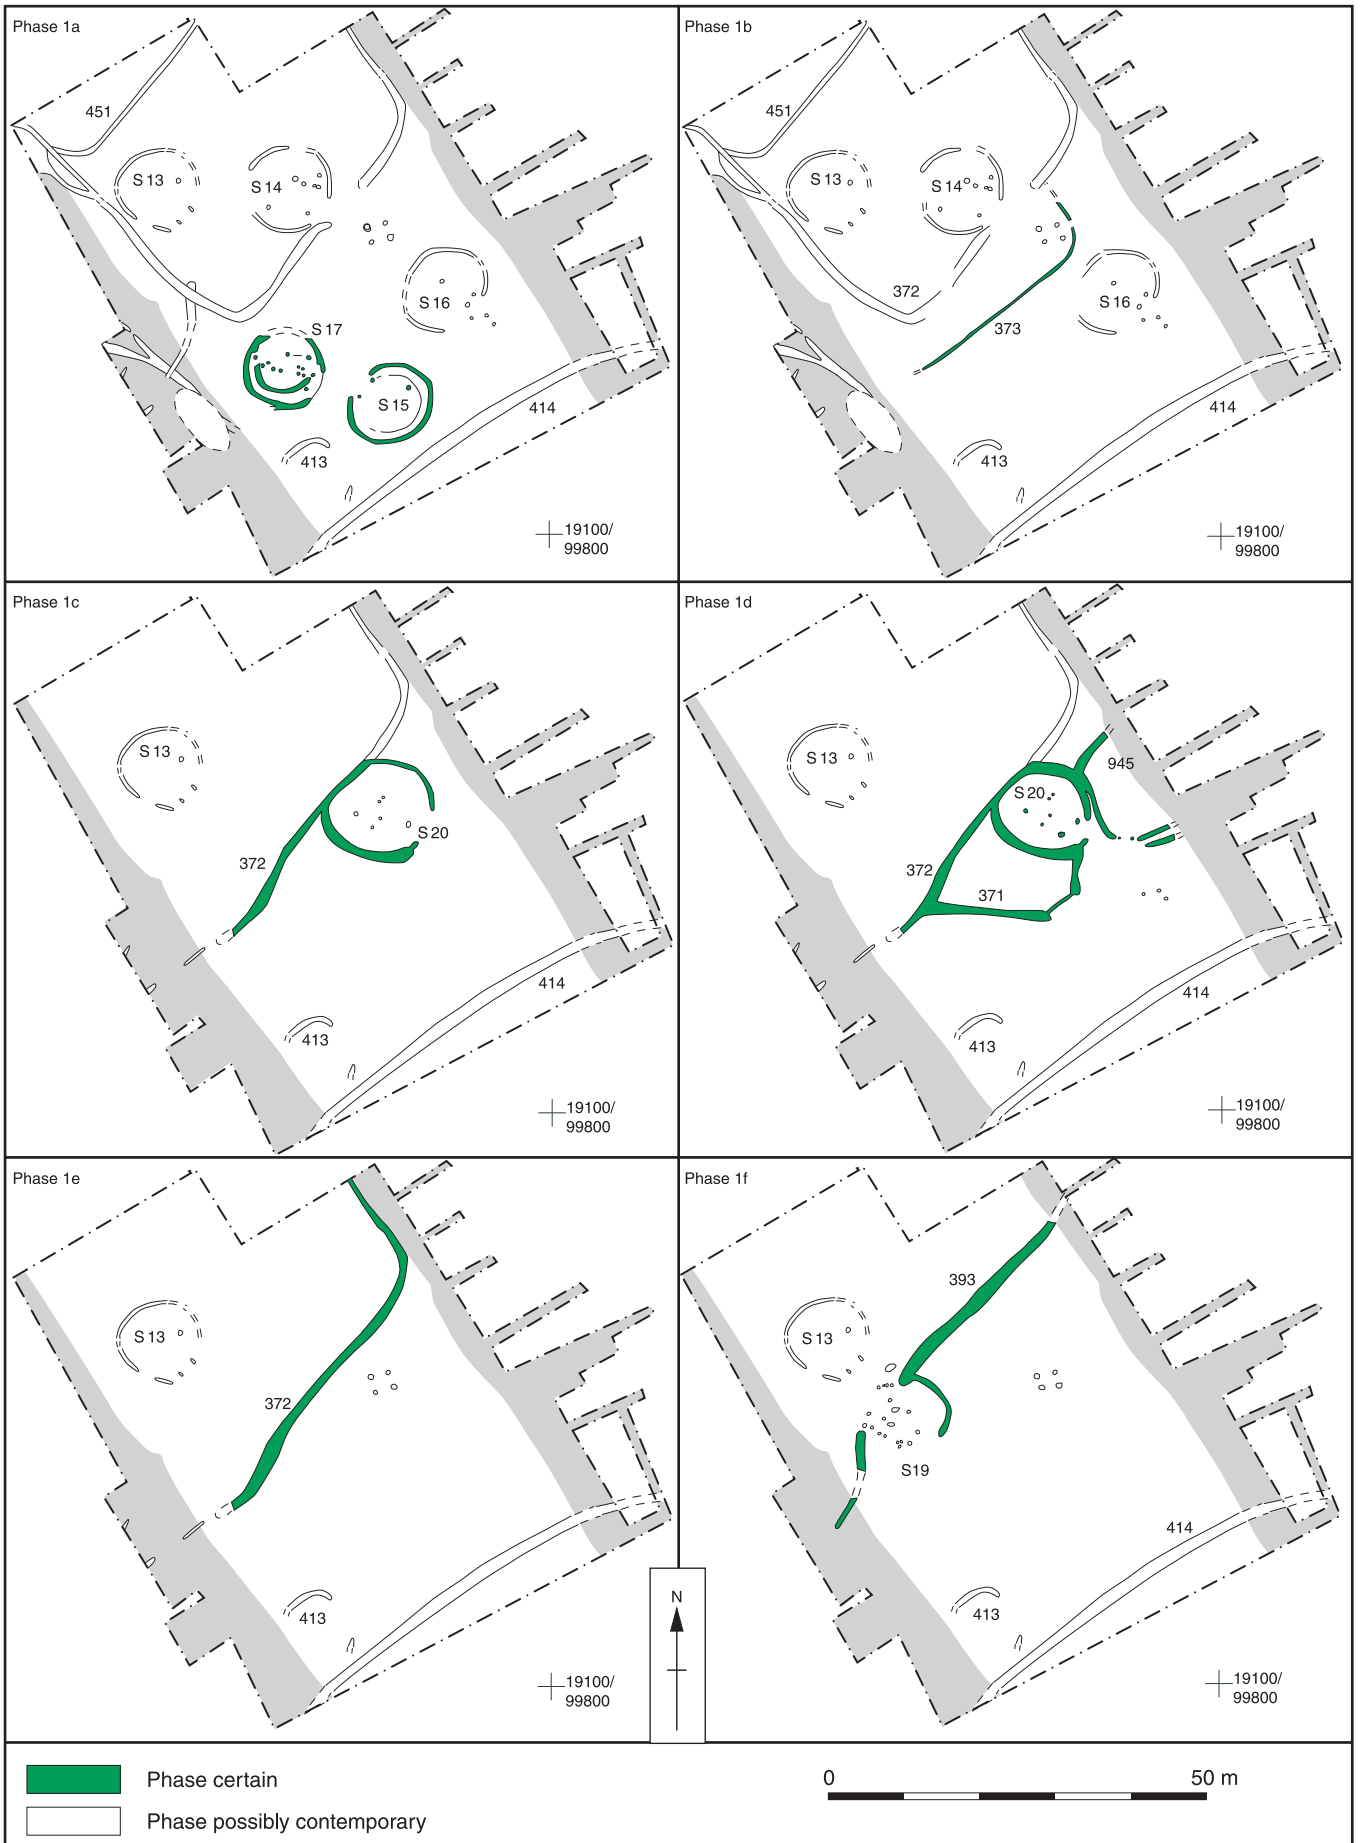 Phase 1a
451
S 13
S 14
S 16
S 17
S 15
414
413
19100/
99800
Phase 1b
451
S 13
S 14
S 16
372
373
414
413
19100/
99800
Phase 1c
S 13
S 20
372
414
413
19100/
99800
Phase 1d
945
S 13
S 20
372
371
414
413
19100/
99800
Phase 1e
S 13
372
413
19100/
99800
Phase 1f
393
S 13
S19
414
413
19100/
99800
N
Phase certain
Phase possibly contemporary
0 50 m